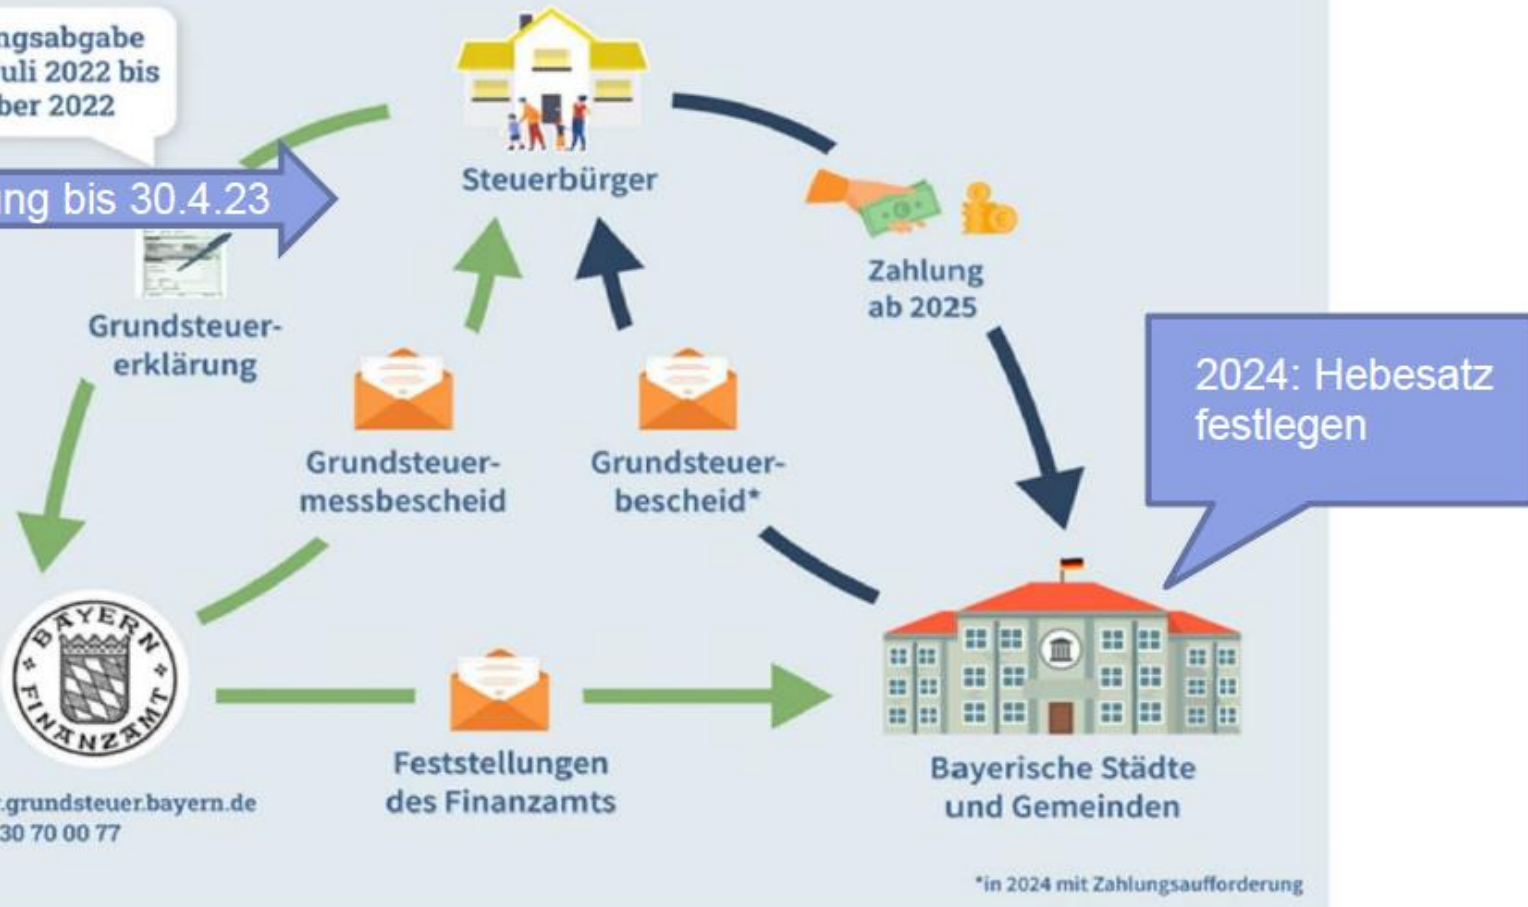 ngsabgabe
uli 2022 bis
ber 2022
ung bis 30.4.23
Steuerbürger
Zahlung
ab 2025
Grundsteuer-
erklärung
2024: Hebesatz
festlegen
Grundsteuer-
messbescheid
Grundsteuer-
bescheid*
BAYERN
FINANZAMT
Feststellungen
des Finanzamts
Bayerische Städte
und Gemeinden
.grundsteuer.bayern.de
30 70 00 77
*in 2024 mit Zahlungsaufforderung